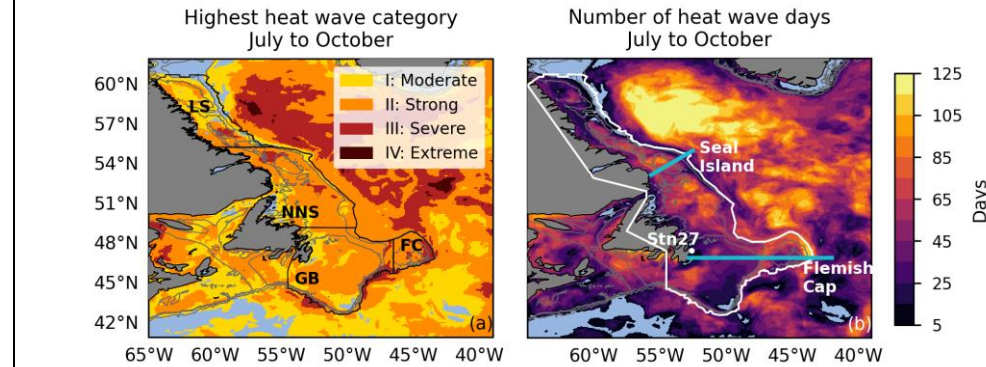 Highest heat wave category
July to October
60°N
57°N
54°N
51°N
48°N
45°N
42°N
65°W 60°W 55°W 50°W 45°W 40°W
I: Moderate
II: Strong
III: Severe
IV: Extreme
LS
NNS
FC
GB
(a)
Number of heat wave days
July to October
Seal
Island
Stn27
Flemish
Cap
(b)
60°W 55°W 50°W 45°W 40°W
125
105
85
65
45
25
5
Days